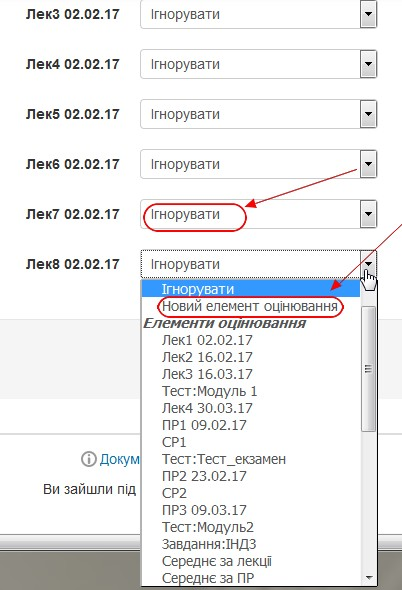 Лек3 02.02.17 Ігнорувати
Лек4 02.02.17 Ігнорувати
Лек5 02.02.17 Ігнорувати
Лек6 02.02.17 Ігнорувати
Лек7 02.02.17 Ігнорувати
Лек8 02.02.17 Ігнорувати
Ігнорувати
Новий елемент оцінювання
Елементи оцінювання
Лек1 02.02.17
Лек2 16.02.17
Лек3 16.03.17
Тест:Модуль 1
Лек4 30.03.17
ПР1 09.02.17
СР1
Тест:Тест_екзамен
ПР2 23.02.17
СР2
ПР3 09.03.17
Тест:Модуль2
Завдання:ІНДЗ
Середнє за лекції
Середнє за ПР
Докум
Ви зайшли під